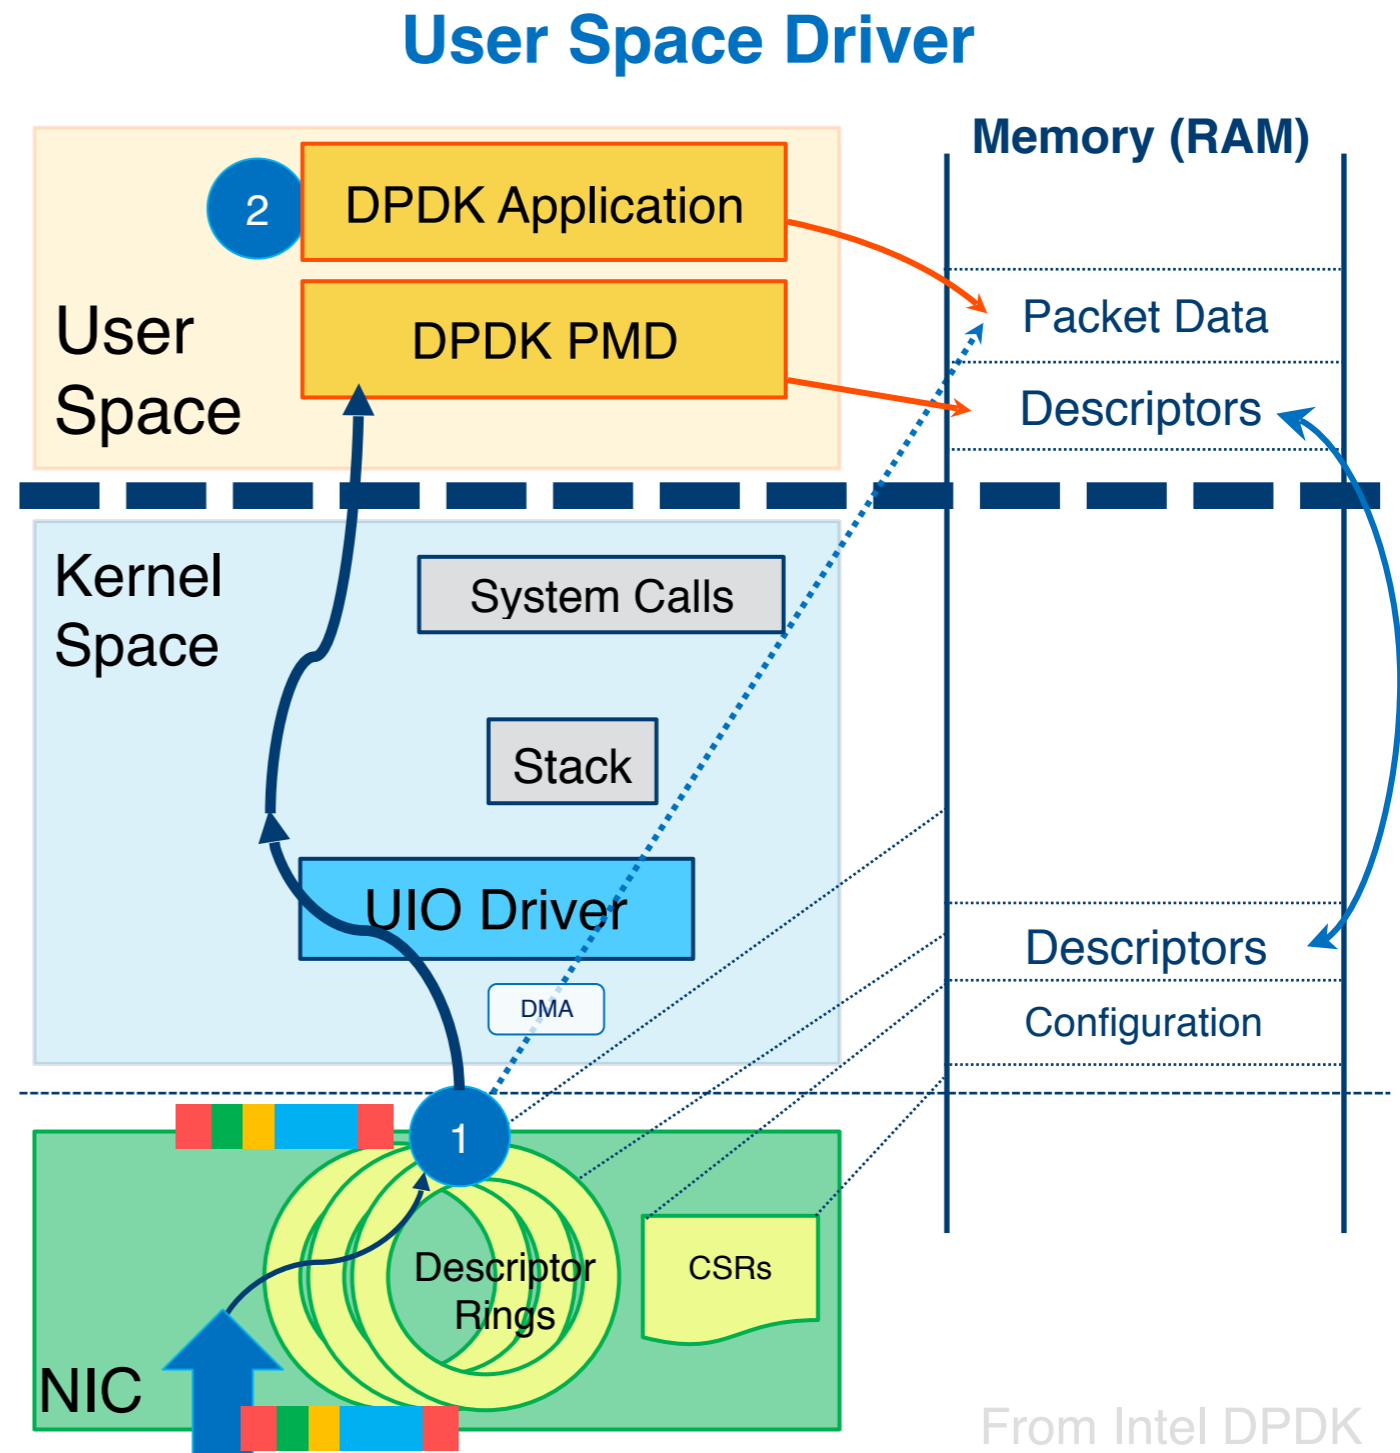 User Space Driver
Memory (RAM)
2
DPDK Application
Packet Data
User
Space
DPDK PMD
Descriptors
Kernel
Space
System Calls
Stack
UIO Driver
Descriptors
DMA
Configuration
1
Descriptor
Rings
CSRs
NIC
From Intel DPDK